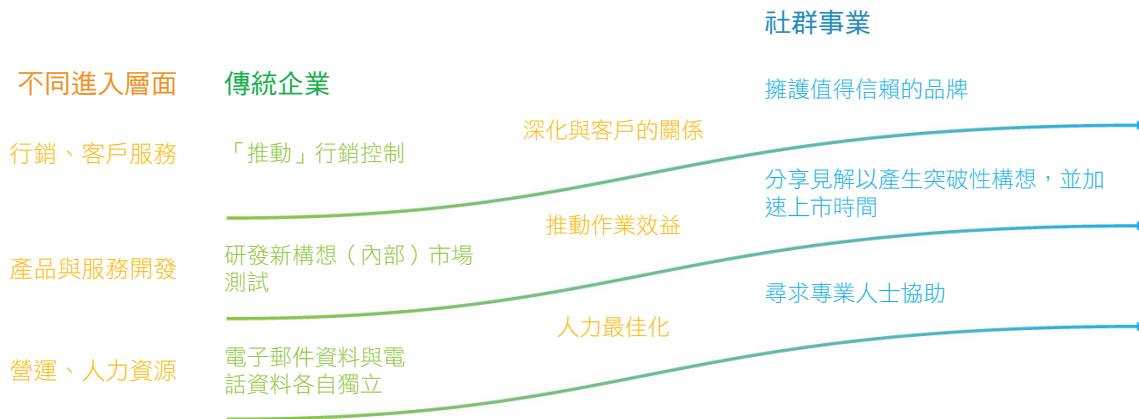 社群事業
不同進入層面
傳統企業
擁護值得信賴的品牌
深化與客戶的關係
行銷、客戶服務
「推動」行銷控制
分享見解以產生突破性構想，並加
速上市時間
推動作業效益
產品與服務開發
研發新構想（內部）市場
測試
尋求專業人士協助
人力最佳化
營運、人力資源
電子郵件資料與電
話資料各自獨立